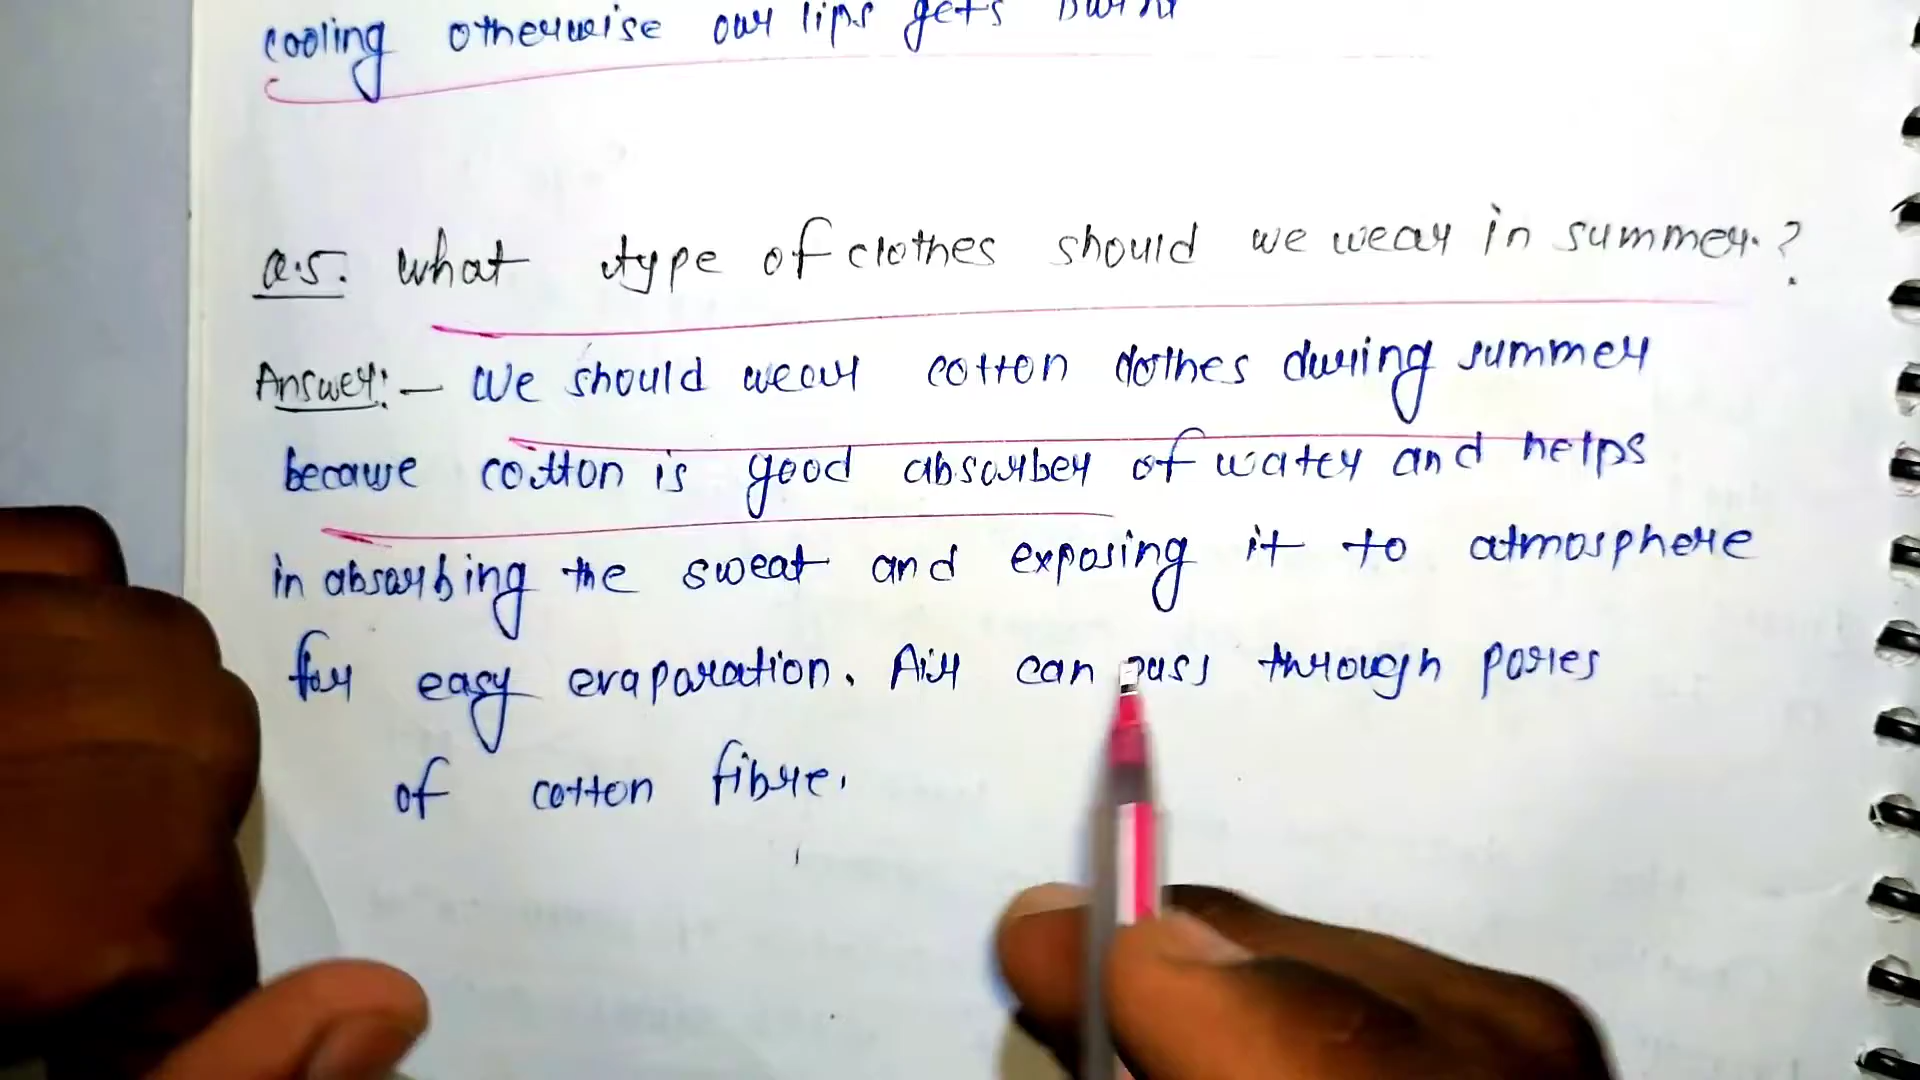 cooling otherwise our lips gets burnt
Q.5. what type of clothes should we wear in summer.?
Answer:- We should wear cotton clothes during summer
because cotton is good absorber of water and helps
in absorbing the sweat and exposing it to atmosphere
for easy evaporation. Air can pass through pores
of cotton fibre.